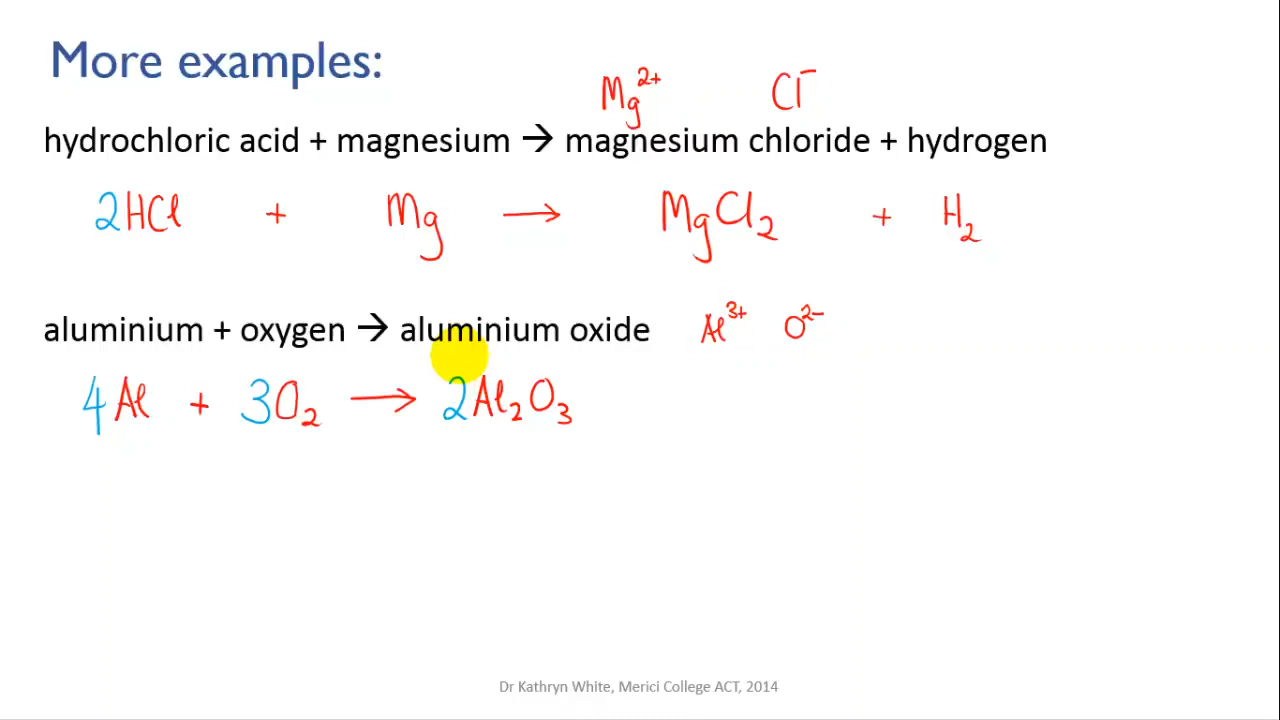 More examples:
Mg²⁺ Cl⁻
hydrochloric acid + magnesium → magnesium chloride + hydrogen
2HCl + Mg → MgCl₂ + H₂
aluminium + oxygen → aluminium oxide Al³⁺ O²⁻
4Al + 3O₂ → 2Al₂O₃
Dr Kathryn White, Merici College ACT, 2014